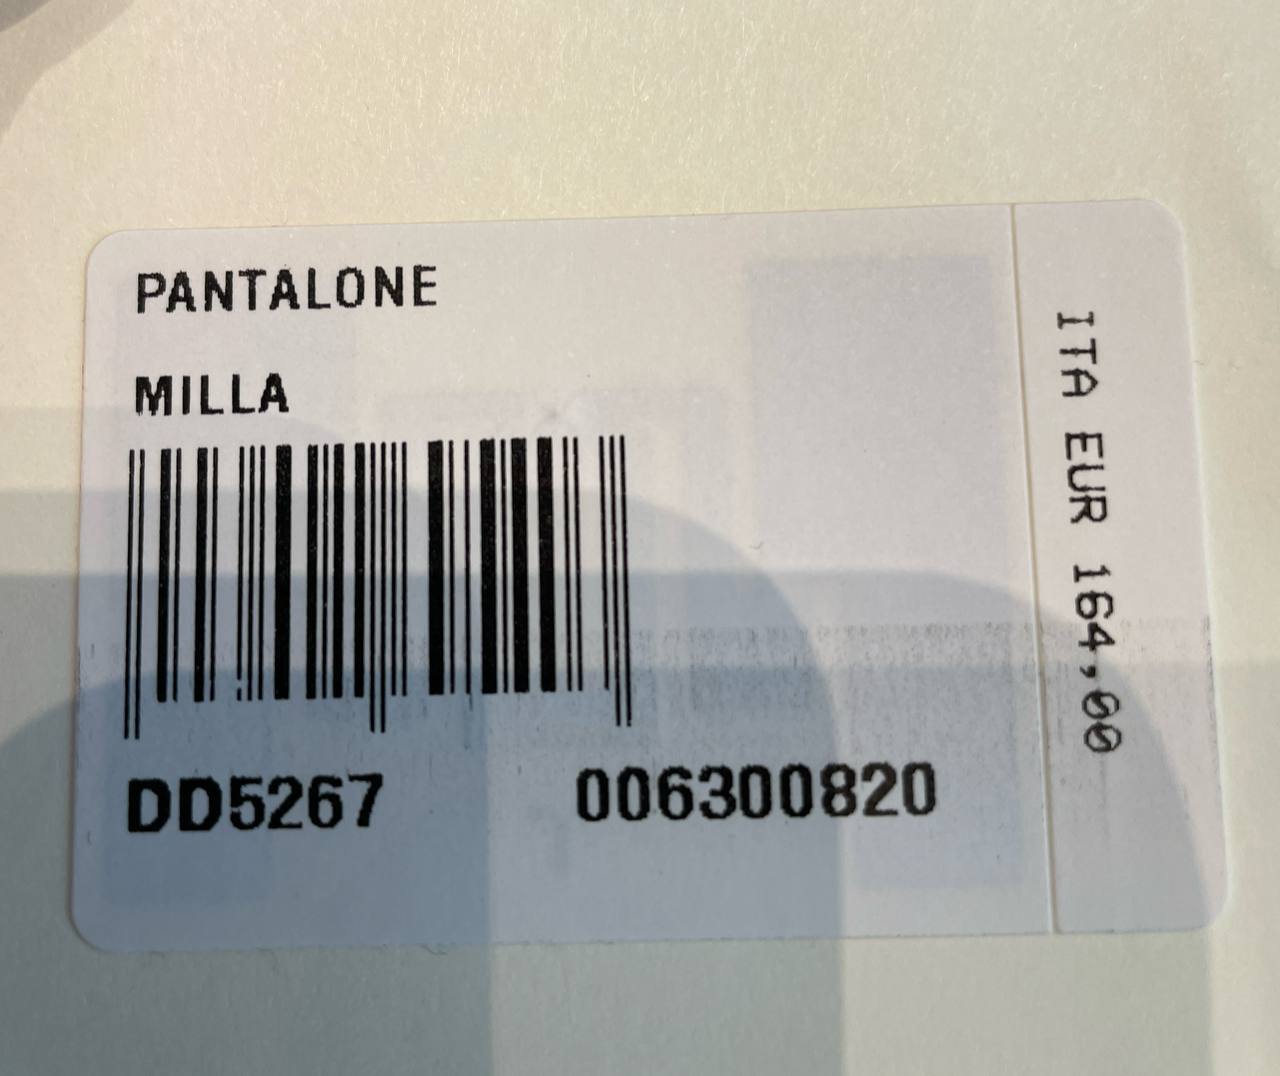 PANTALONE
MILLA
DD5267 006300820
ITA EUR 164,00